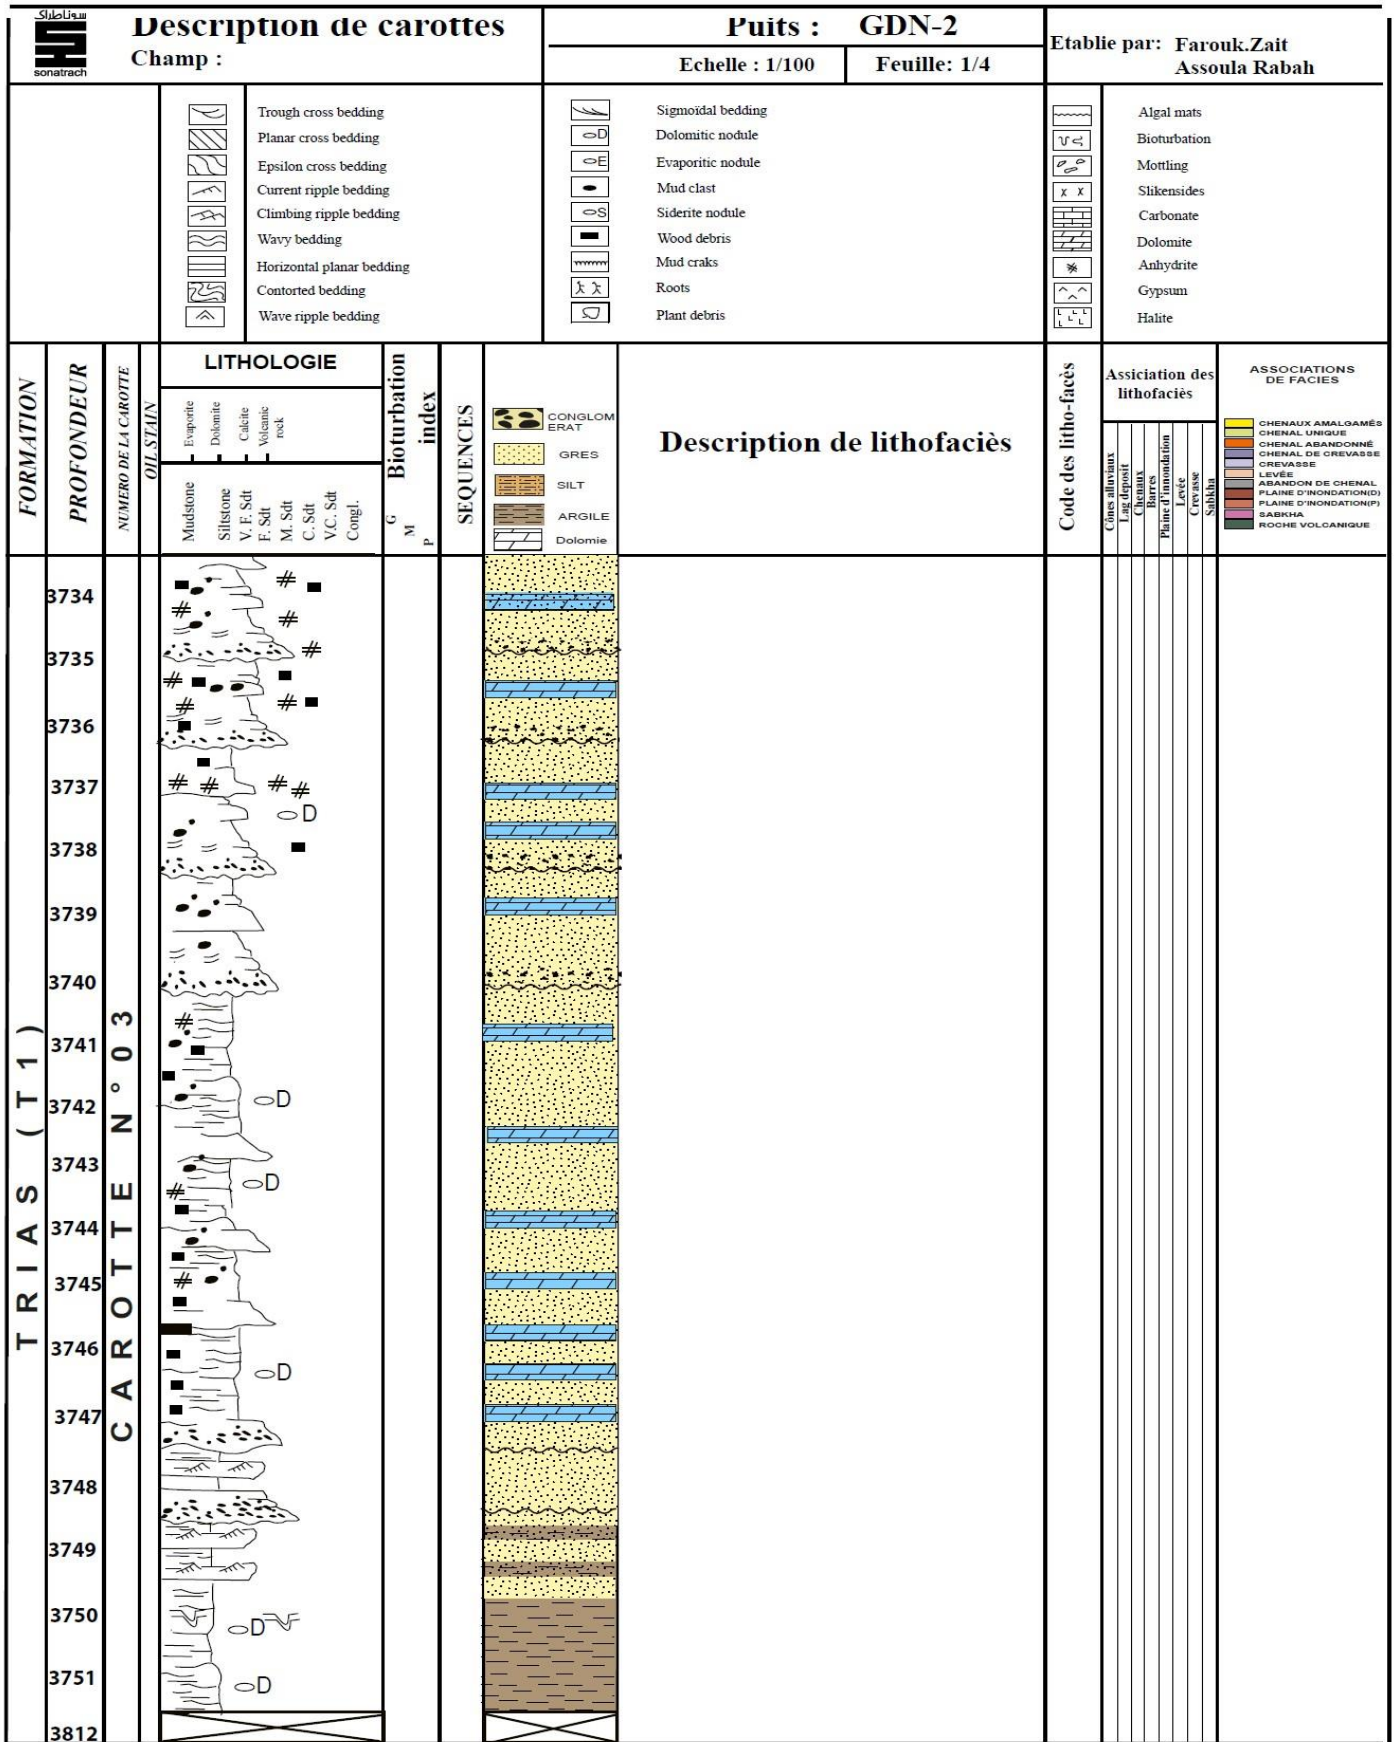 سوناطراك
sonatrach
Description de carottes
Champ :
Puits : GDN-2
Echelle : 1/100
Feuille: 1/4
Etablie par: Farouk.Zait
Assoula Rabah
Trough cross bedding
Planar cross bedding
Epsilon cross bedding
Current ripple bedding
Climbing ripple bedding
Wavy bedding
Horizontal planar bedding
Contorted bedding
Wave ripple bedding
Sigmoïdal bedding
D Dolomitic nodule
E Evaporitic nodule
Mud clast
S Siderite nodule
Wood debris
Mud craks
Roots
Plant debris
Algal mats
Bioturbation
Mottling
x x Slikensides
Carbonate
Dolomite
Anhydrite
Gypsum
Halite
FORMATION
PROFONDEUR
NUMERO DE LA CAROTTE
OIL STAIN
LITHOLOGIE
Evaporite
Dolomite
Calcite
Volcanic
rock
Mudstone
Siltstone
V. F. Sdt
F. Sdt
M. Sdt
C. Sdt
V.C. Sdt
Congl.
Bioturbation
index
G
M
P
SEQUENCES
CONGLOM
ERAT
GRES
SILT
ARGILE
Dolomie
Description de lithofaciès
Code des litho-facès
Assiciation des
lithofaciès
Cônes alluviaux
Lag deposit
Chenaux
Barres
Plaine d'innondation
Levée
Crevasse
Sabkha
ASSOCIATIONS
DE FACIES
CHENAUX AMALGAMÉS
CHENAL UNIQUE
CHENAL ABANDONNÉ
CHENAL DE CREVASSE
CREVASSE
LEVÉE
ABANDON DE CHENAL
PLAINE D'INONDATION(D)
PLAINE D'INONDATION(P)
SABKHA
ROCHE VOLCANIQUE
TRIAS (T1)
CAROTTE N°03
3734
3735
3736
3737
D
3738
3739
3740
3741
D
3742
3743
D
3744
3745
3746
D
3747
3748
3749
3750
D
3751
D
3812